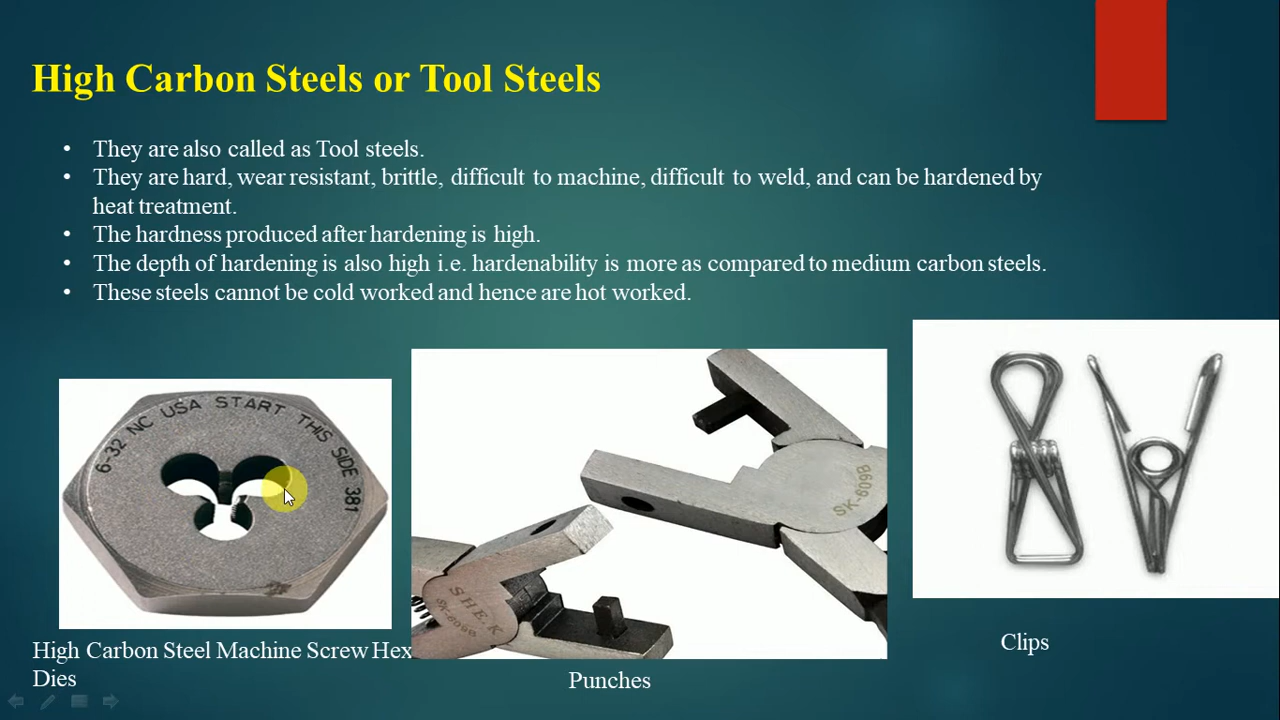 High Carbon Steels or Tool Steels
• They are also called as Tool steels.
• They are hard, wear resistant, brittle, difficult to machine, difficult to weld, and can be hardened by
heat treatment.
• The hardness produced after hardening is high.
• The depth of hardening is also high i.e. hardenability is more as compared to medium carbon steels.
• These steels cannot be cold worked and hence are hot worked.
6-32 NC USA START THIS SIDE 381
SK-609B
SHE.K
SK-609B
High Carbon Steel Machine Screw Hex
Dies
Punches
Clips